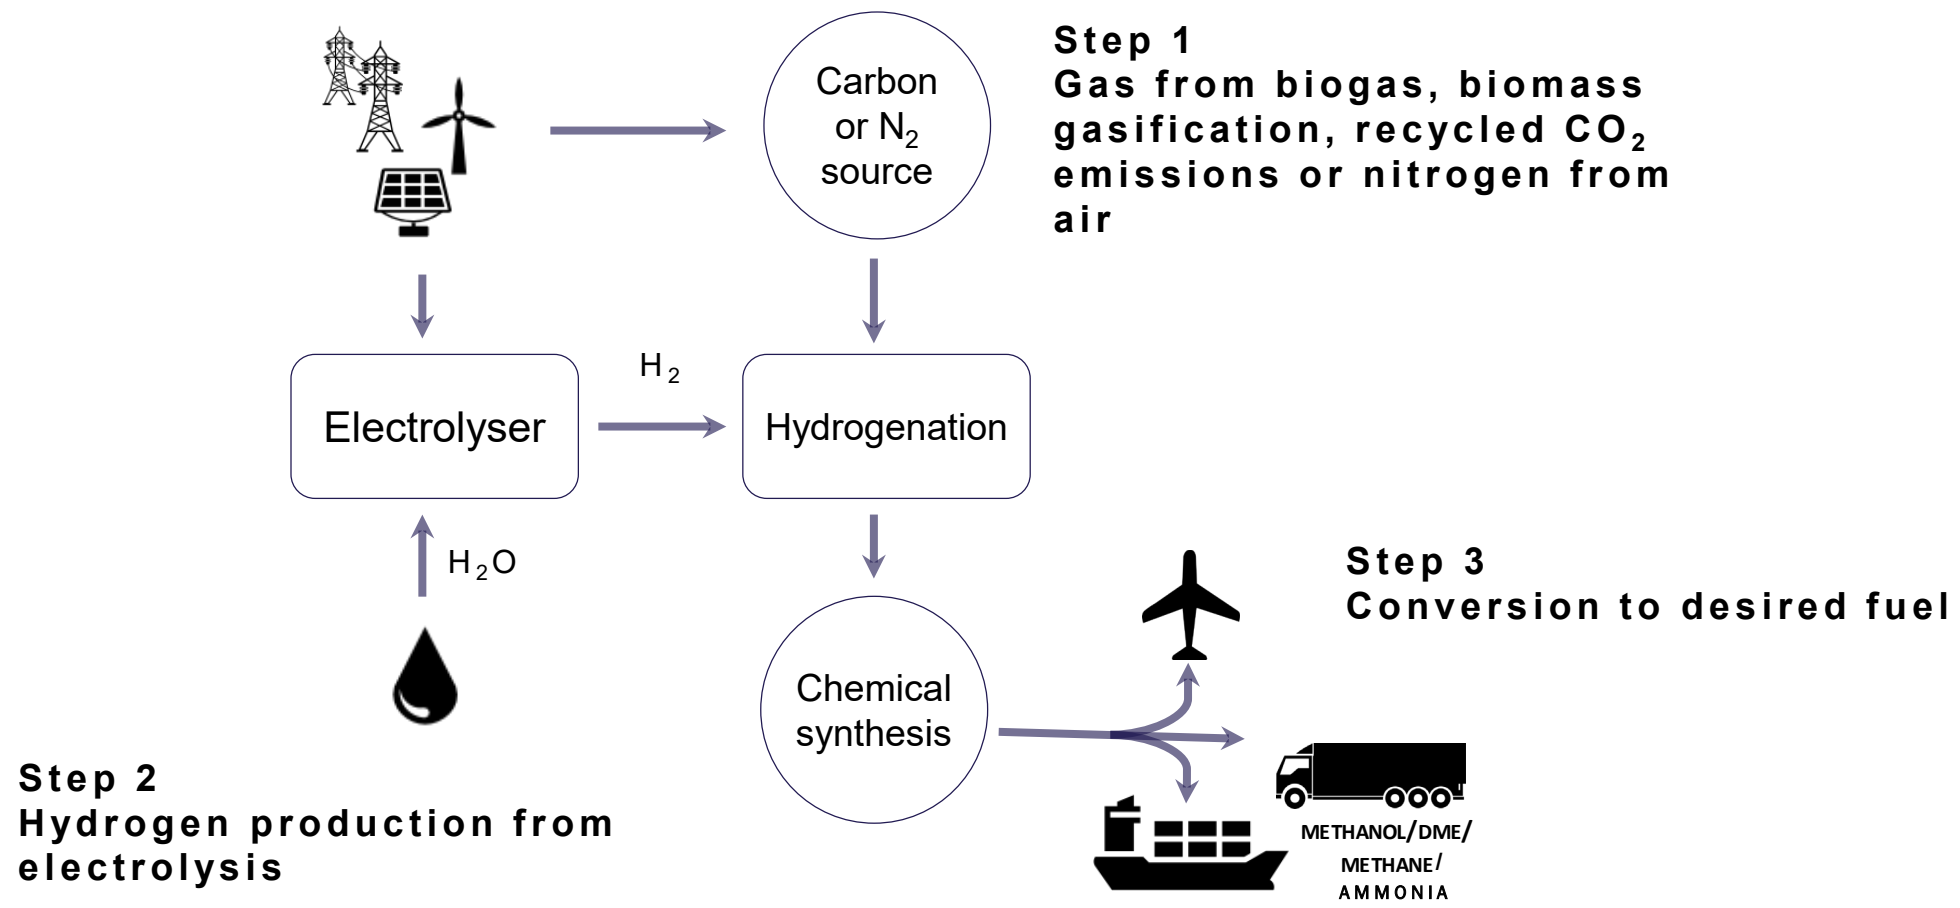 Step 1
Gas from biogas, biomass
gasification, recycled CO₂
emissions or nitrogen from
air
Carbon
or N₂
source
H₂
Electrolyser
Hydrogenation
H₂O
Step 3
Conversion to desired fuel
Chemical
synthesis
Step 2
Hydrogen production from
electrolysis
METHANOL/DME/
METHANE/
AMMONIA